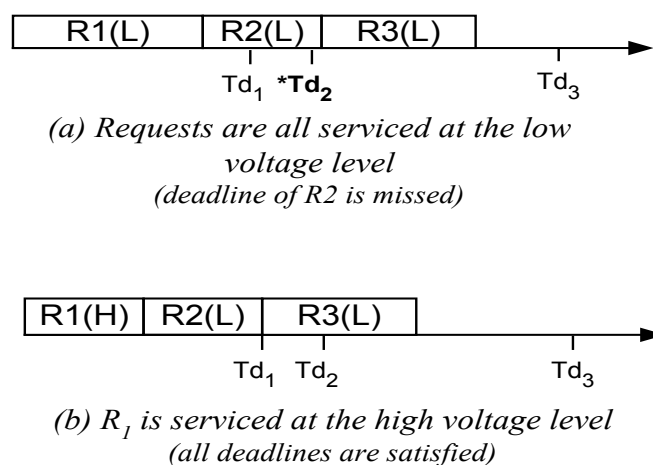 R1(L) R2(L) R3(L)
Td1 *Td2 Td3
(a) Requests are all serviced at the low
voltage level
(deadline of R2 is missed)
R1(H) R2(L) R3(L)
Td1 Td2 Td3
(b) R1 is serviced at the high voltage level
(all deadlines are satisfied)